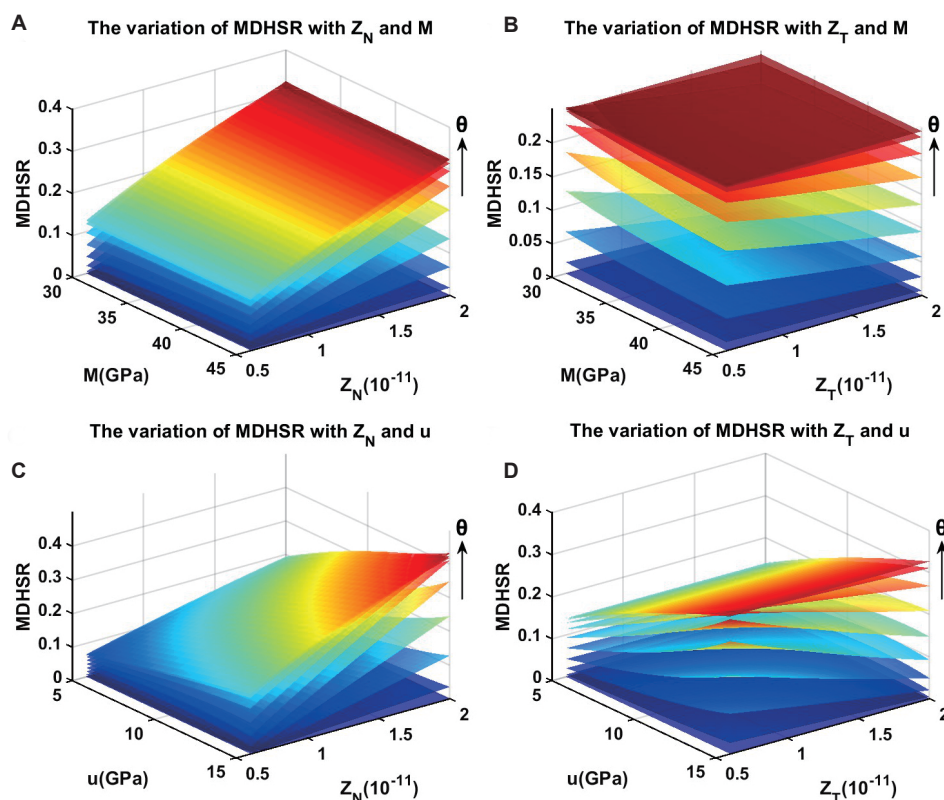 A
The variation of MDHSR with Z_N and M
0.4
0.3
0.2
0.1
0
MDHSR
θ
30
35
40
45
M(GPa)
0.5
1
1.5
2
Z_N(10^-11)
B
The variation of MDHSR with Z_T and M
0.2
0.15
0.1
0.05
0
MDHSR
θ
30
35
40
45
M(GPa)
0.5
1
1.5
2
Z_T(10^-11)
C
The variation of MDHSR with Z_N and u
0.4
0.3
0.2
0.1
0
MDHSR
θ
5
10
15
u(GPa)
0.5
1
1.5
2
Z_N(10^-11)
D
The variation of MDHSR with Z_T and u
0.4
0.3
0.2
0.1
0
MDHSR
θ
5
10
15
u(GPa)
0.5
1
1.5
2
Z_T(10^-11)